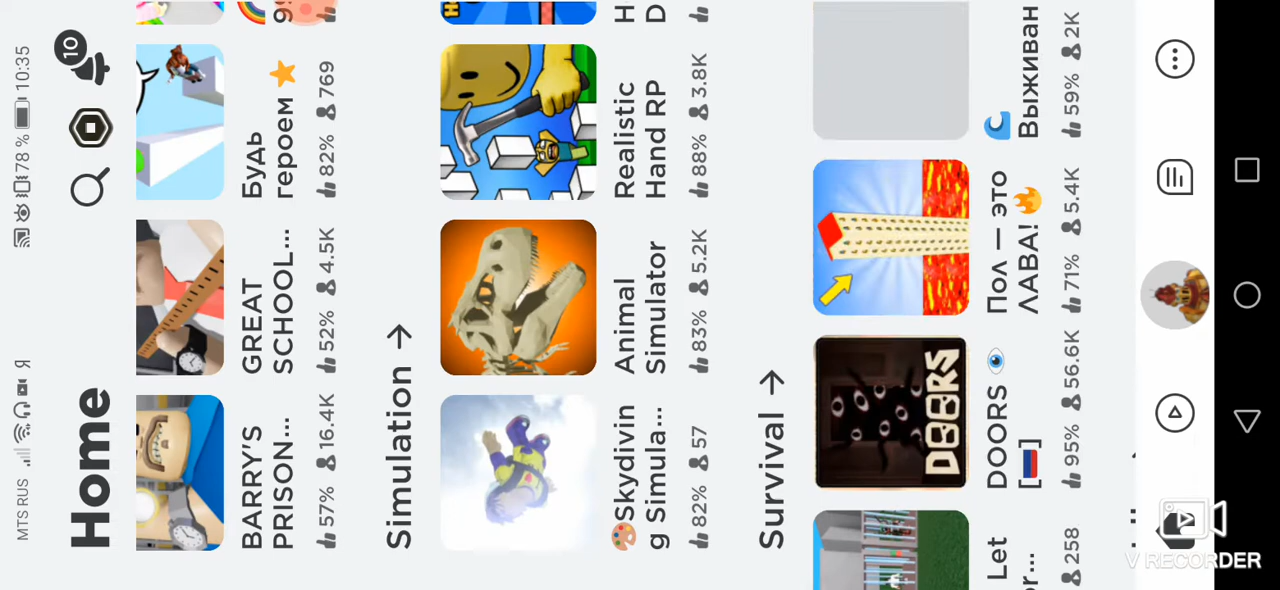 MTS RUS
Я
78 %
10:35
Home
10
BARRY'S
PRISON...
57% 16.4K
GREAT
SCHOOL...
52% 4.5K
Будь
героем
82% 769
9
Simulation →
Skydivin
g Simula...
82% 57
Animal
Simulator
83% 5.2K
Realistic
Hand RP
88% 3.8K
H
D
Survival →
Let
258
DOORS
DOORS
95% 56.6K
Пол — это
ЛАВА!
71% 5.4K
Выживан
59% 2K
V RECORDER